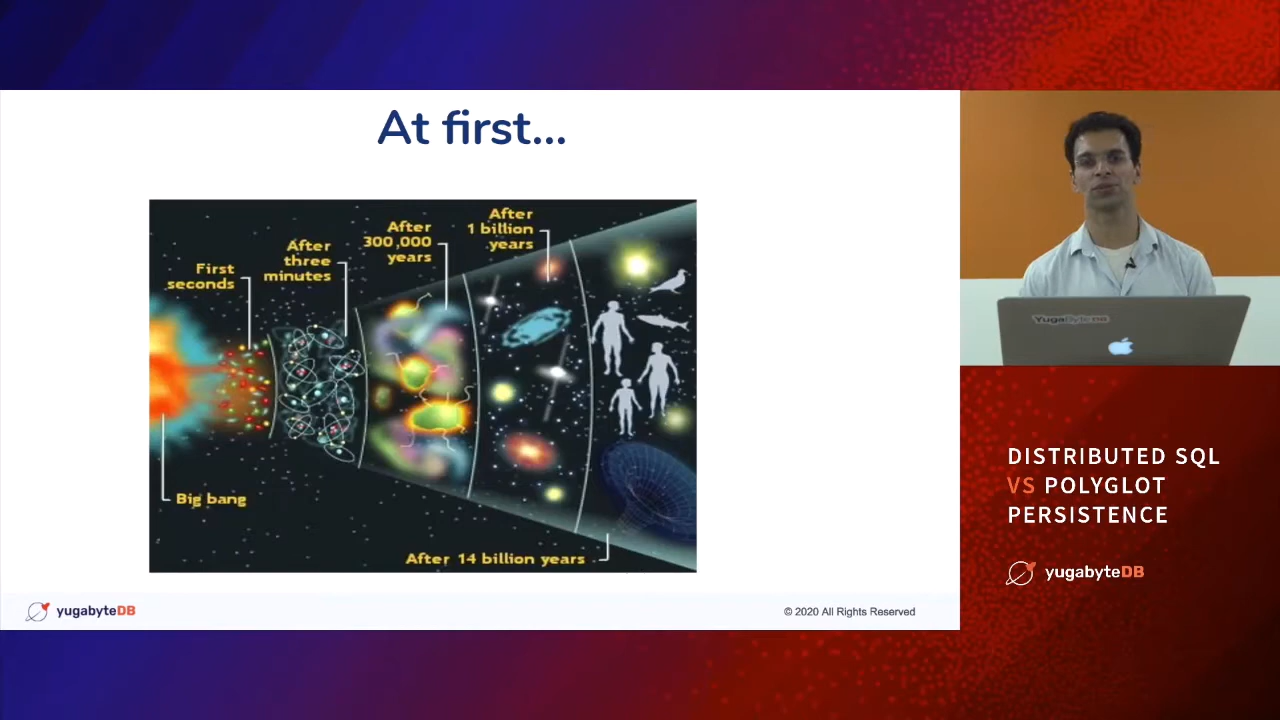 At first...
After
1 billion
years
After
300,000
years
After
three
minutes
First
seconds
Big bang
After 14 billion years
yugabyteDB
© 2020 All Rights Reserved
YugaByteDB
DISTRIBUTED SQL
VS POLYGLOT
PERSISTENCE
yugabyteDB